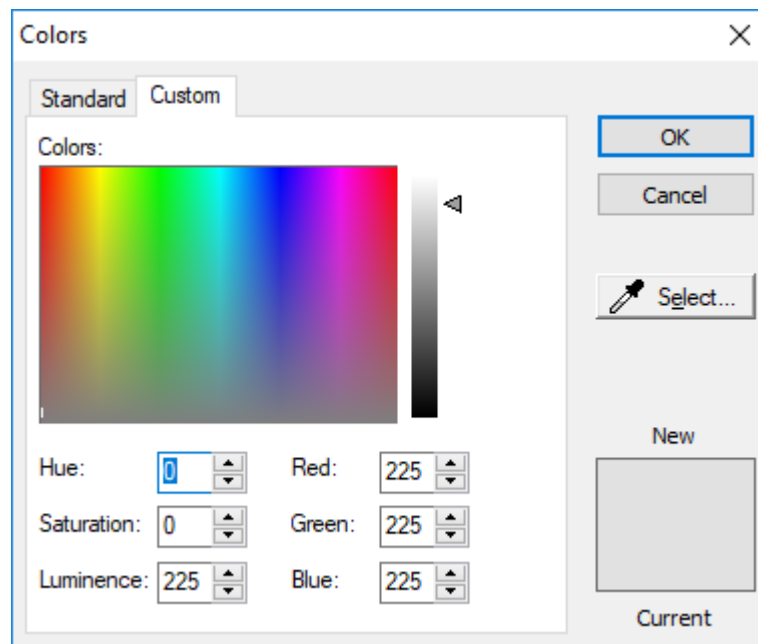 Colors
Standard Custom
Colors:
OK
Cancel
Select...
Hue: 0 Red: 225
Saturation: 0 Green: 225
Luminence: 225 Blue: 225
New
Current